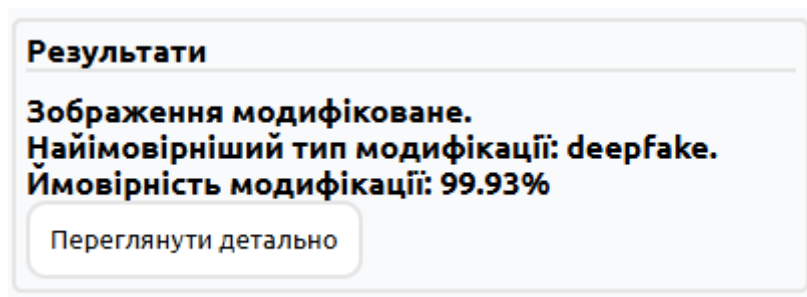 Результати
Зображення модифіковане.
Найімовірніший тип модифікації: deepfake.
Ймовірність модифікації: 99.93%
Переглянути детально